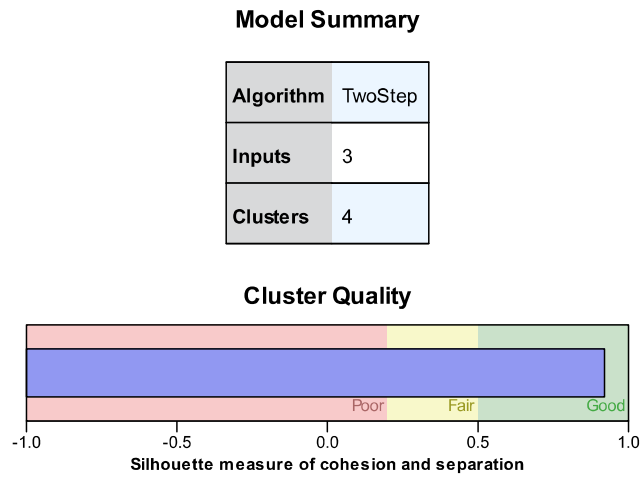 Model Summary
Algorithm TwoStep
Inputs 3
Clusters 4
Cluster Quality
Poor Fair Good
-1.0 -0.5 0.0 0.5 1.0
Silhouette measure of cohesion and separation